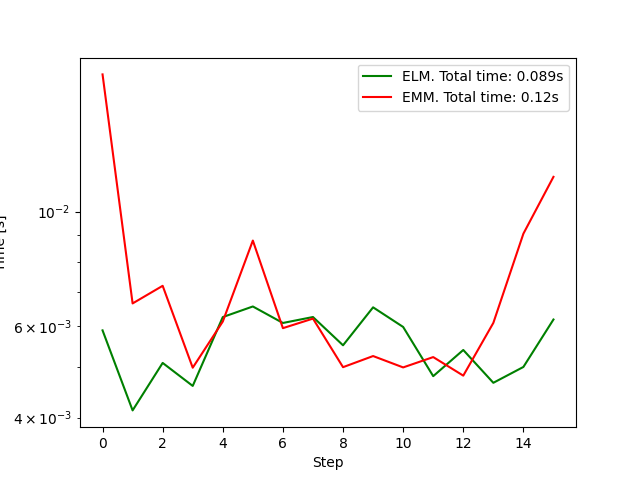 ELM. Total time: 0.089s
EMM. Total time: 0.12s
Time [s]
10⁻²
6 × 10⁻³
4 × 10⁻³
0 2 4 6 8 10 12 14
Step